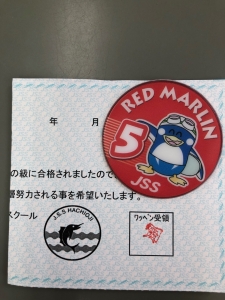 RED MARLIN
5
JSS
年 月
の級に合格されましたので
努力される事を希望いたします。
スクール
J.S.S HACHIOJI
ワッペン受領